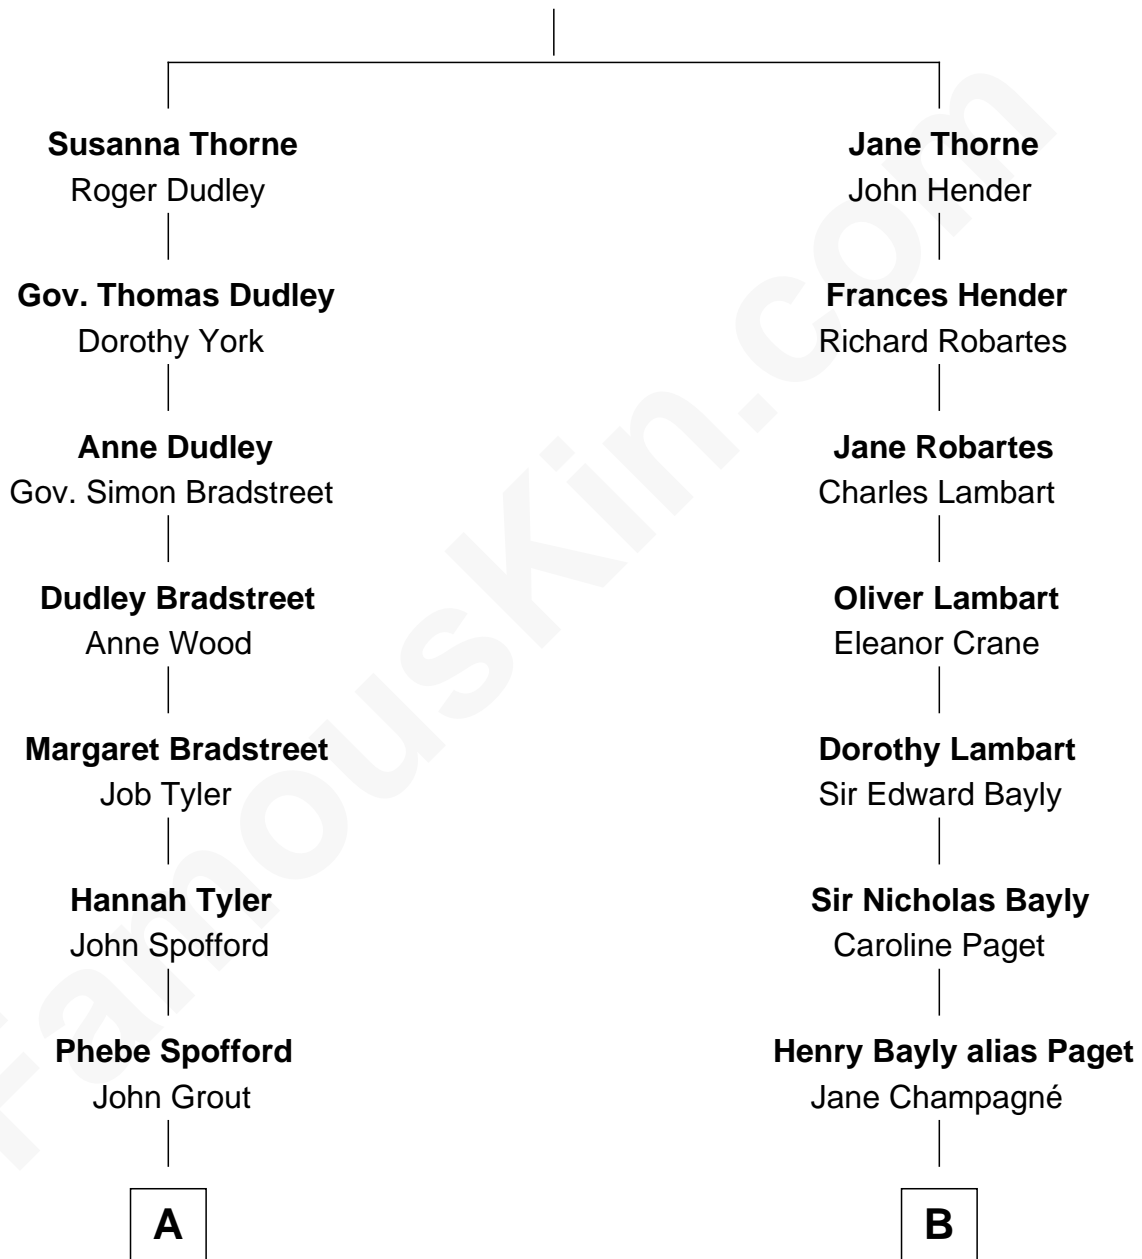 Susanna Thorne
Roger Dudley
Gov. Thomas Dudley
Dorothy York
Anne Dudley
Gov. Simon Bradstreet
Dudley Bradstreet
Anne Wood
Margaret Bradstreet
Job Tyler
Hannah Tyler
John Spofford
Phebe Spofford
John Grout
A
Jane Thorne
John Hender
Frances Hender
Richard Robartes
Jane Robartes
Charles Lambart
Oliver Lambart
Eleanor Crane
Dorothy Lambart
Sir Edward Bayly
Sir Nicholas Bayly
Caroline Paget
Henry Bayly alias Paget
Jane Champagné
B
FamousKin.com